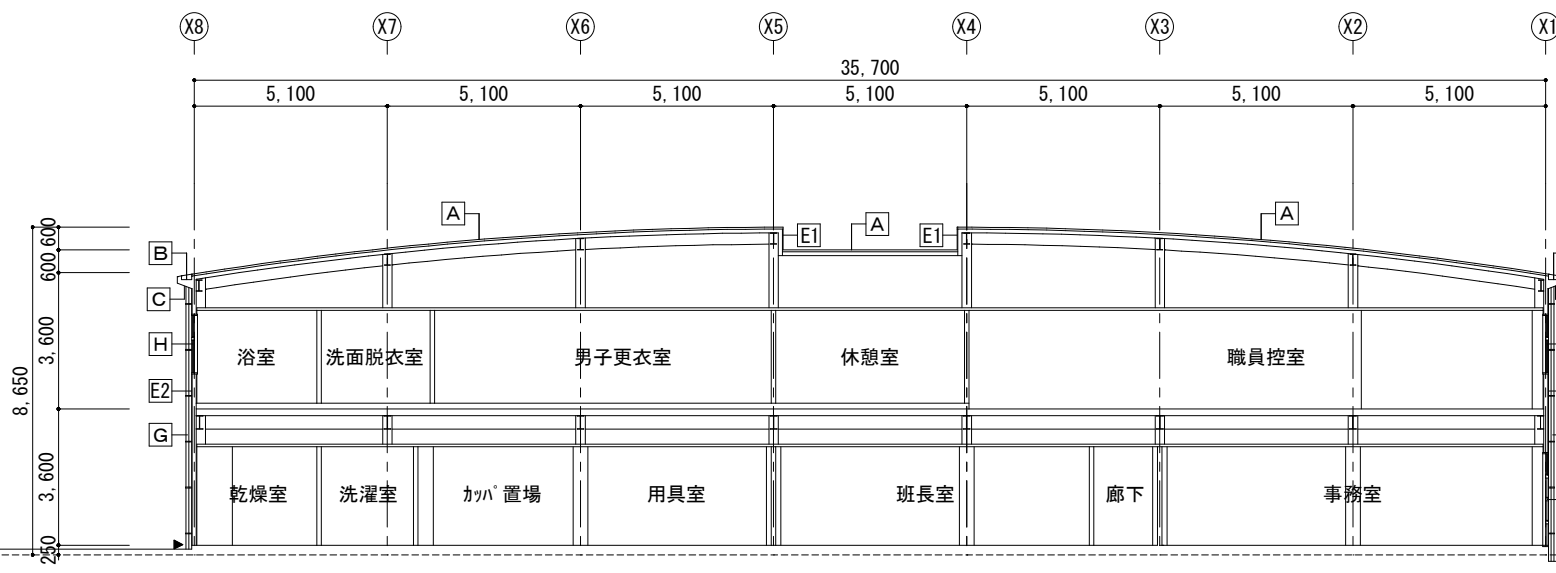 X8 X7 X6 X5 X4 X3 X2 X1
35,700
5,100 5,100 5,100 5,100 5,100 5,100 5,100
A A A
E1 E1
600
600
3,600
3,600
250
8,650
B
C
H
E2
G
浴室 洗面脱衣室 男子更衣室 休憩室 職員控室
乾燥室 洗濯室 ｶｯﾊﾟ置場 用具室 班長室 廊下 事務室